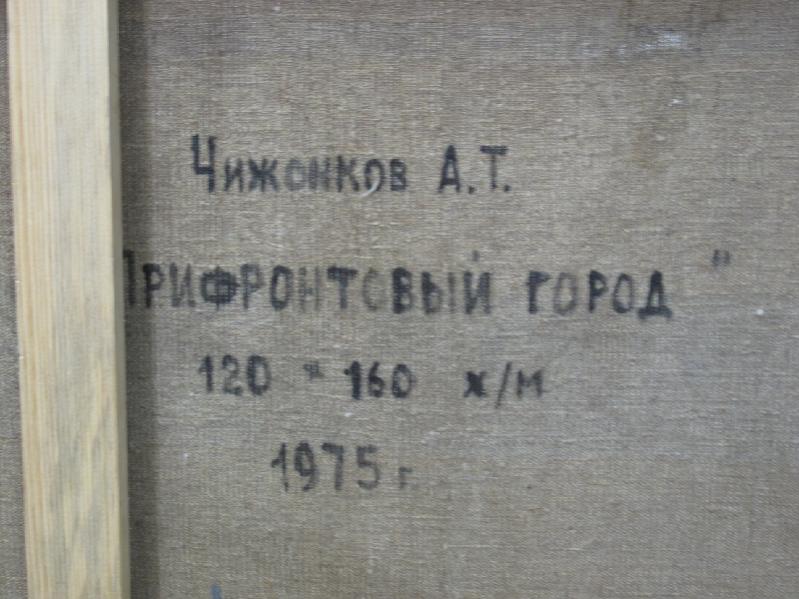 Чижонков А.Т.
ПРИФРОНТОВЫЙ ГОРОД"
120 × 160 х/м
1975 г.